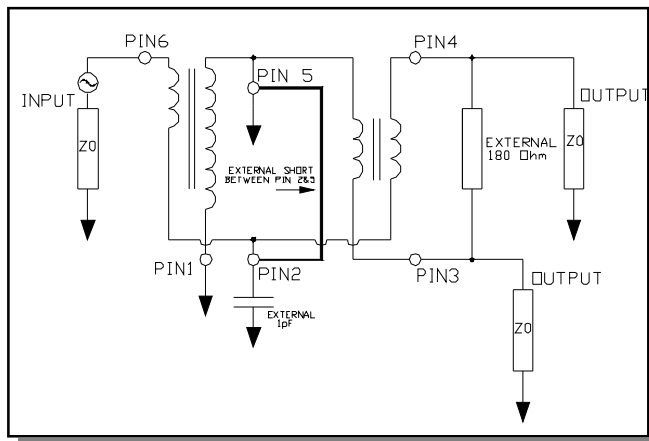 PIN6
PIN4
PIN 5
INPUT
OUTPUT
Z0
EXTERNAL
180 Ohm
Z0
EXTERNAL SHORT
BETWEEN PIN 2&5
PIN1
PIN2
PIN3
OUTPUT
EXTERNAL
1pF
Z0